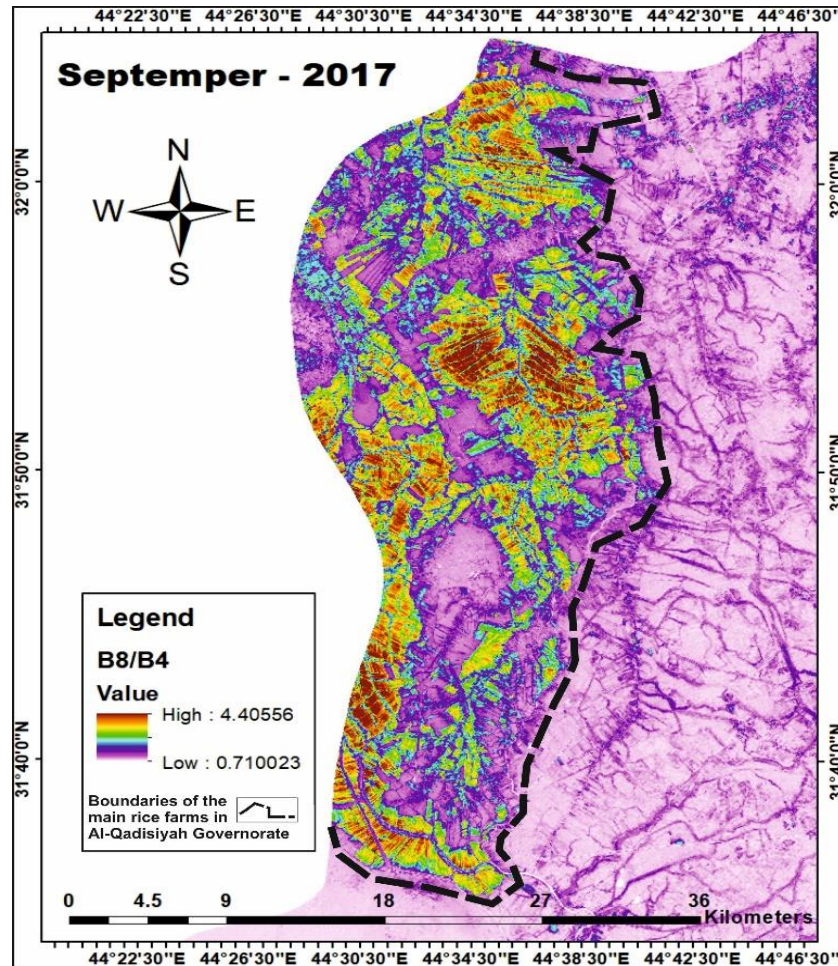 44°22'30"E 44°26'30"E 44°30'30"E 44°34'30"E 44°38'30"E 44°42'30"E 44°46'30"E
Septemper - 2017
N
W E
S
32°0'0"N 32°0'0"N
31°50'0"N 31°50'0"N
31°40'0"N 31°40'0"N
Legend
B8/B4
Value
High : 4.40556
Low : 0.710023
Boundaries of the
main rice farms in
Al-Qadisiyah Governorate
0 4.5 9 18 27 36
Kilometers
44°22'30"E 44°26'30"E 44°30'30"E 44°34'30"E 44°38'30"E 44°42'30"E 44°46'30"E